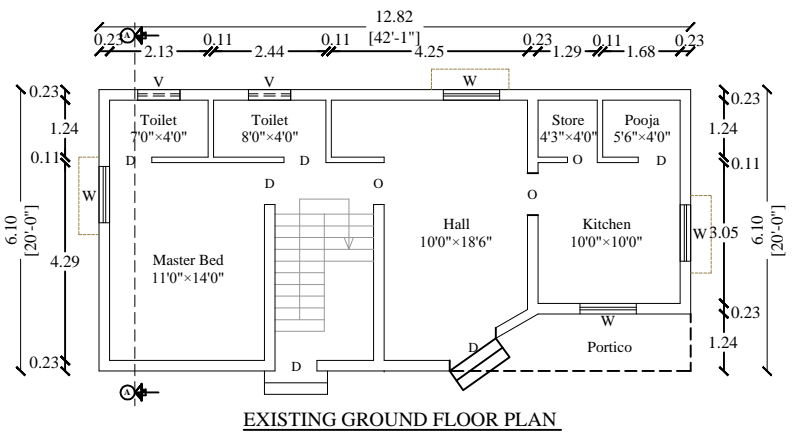 12.82
[42'-1"]
0.23
2.13
0.11
2.44
0.11
4.25
0.23
1.29
0.11
1.68
0.23
A
V
V
W
0.23
1.24
0.11
4.29
0.23
6.10
[20'-0"]
Toilet
7'0"×4'0"
Toilet
8'0"×4'0"
Store
4'3"×4'0"
Pooja
5'6"×4'0"
D
D
O
D
D
O
O
W
Hall
10'0"×18'6"
Kitchen
10'0"×10'0"
W
Master Bed
11'0"×14'0"
W
D
D
Portico
0.23
1.24
0.11
3.05
0.23
1.24
6.10
[20'-0"]
A
EXISTING GROUND FLOOR PLAN